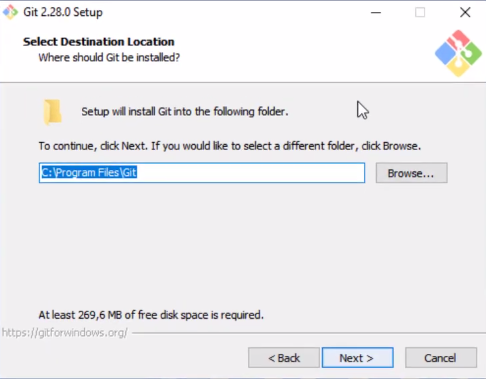 Git 2.28.0 Setup
Select Destination Location
Where should Git be installed?
Setup will install Git into the following folder.
To continue, click Next. If you would like to select a different folder, click Browse.
C:\Program Files\Git
Browse...
At least 269,6 MB of free disk space is required.
https://gitforwindows.org/
< Back
Next >
Cancel